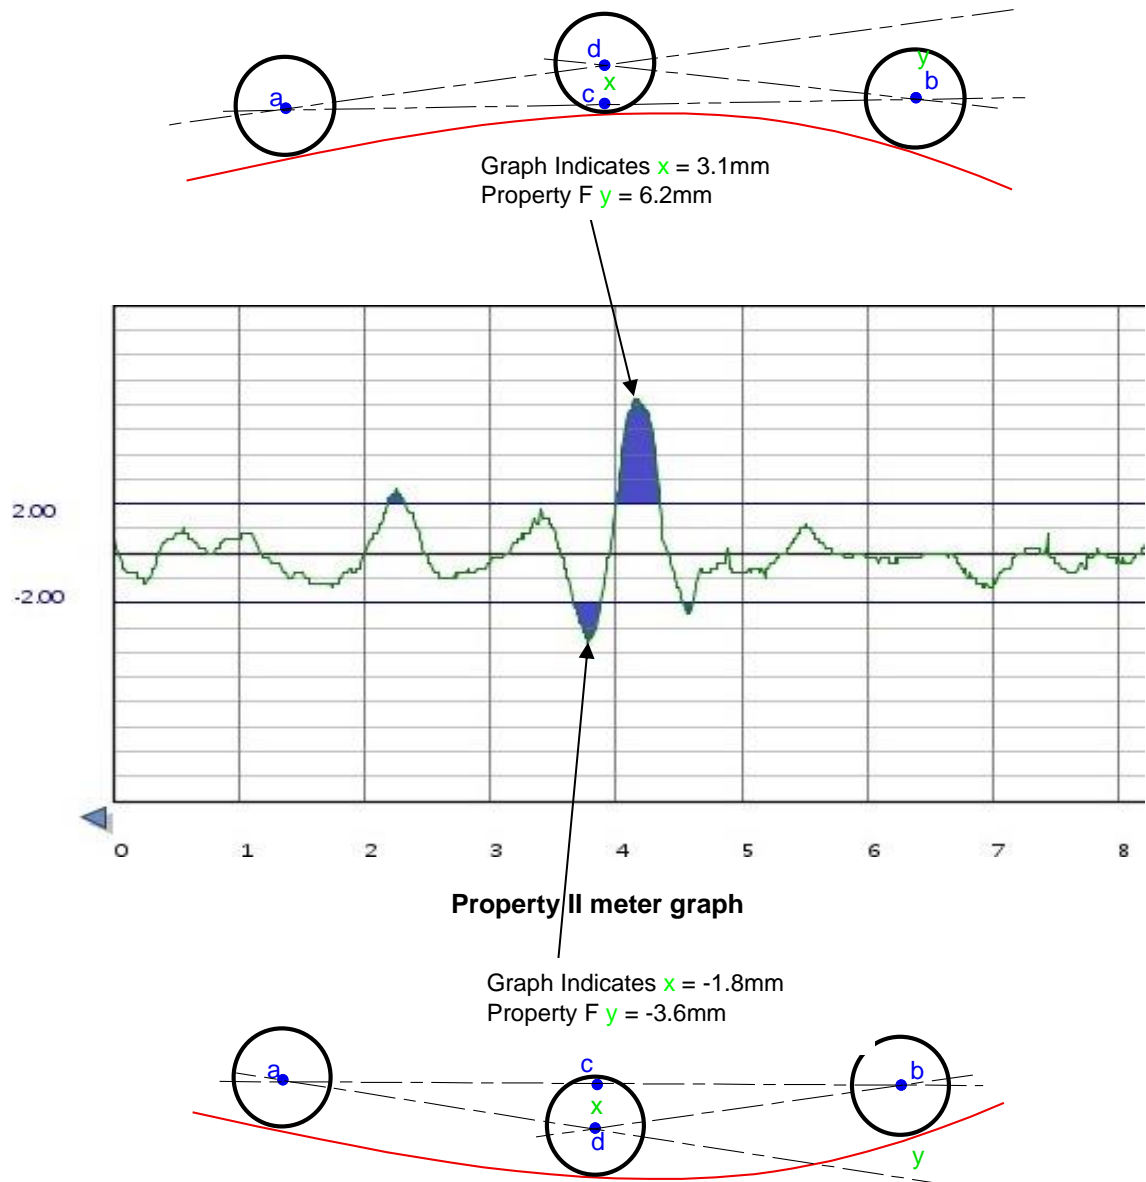 d
y
a
x
b
c
Graph Indicates x = 3.1mm
Property F y = 6.2mm
2.00
-2.00
0 1 2 3 4 5 6 7 8
Property II meter graph
Graph Indicates x = -1.8mm
Property F y = -3.6mm
a
c
b
x
d
y